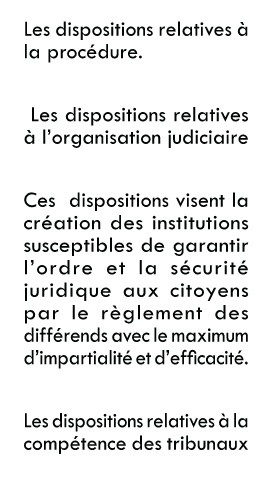 Les dispositions relatives à
la procédure.
Les dispositions relatives
à l'organisation judiciaire
Ces dispositions visent la
création des institutions
susceptibles de garantir
l'ordre et la sécurité
juridique aux citoyens
par le règlement des
différends avec le maximum
d'impartialité et d'efficacité.
Les dispositions relatives à la
compétence des tribunaux